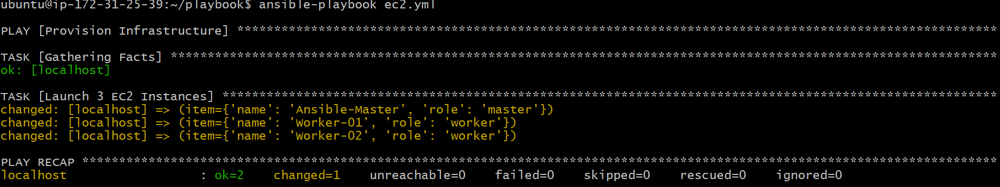 ubuntu@ip-172-31-25-39:~/playbook$ ansible-playbook ec2.yml
PLAY [Provision Infrastructure] *******************************************************************************************************
TASK [Gathering Facts] ****************************************************************************************************************
ok: [localhost]
TASK [Launch 3 EC2 Instances] *********************************************************************************************************
changed: [localhost] => (item={'name': 'Ansible-Master', 'role': 'master'})
changed: [localhost] => (item={'name': 'Worker-01', 'role': 'worker'})
changed: [localhost] => (item={'name': 'Worker-02', 'role': 'worker'})
PLAY RECAP ****************************************************************************************************************************
localhost                  : ok=2    changed=1    unreachable=0    failed=0    skipped=0    rescued=0    ignored=0